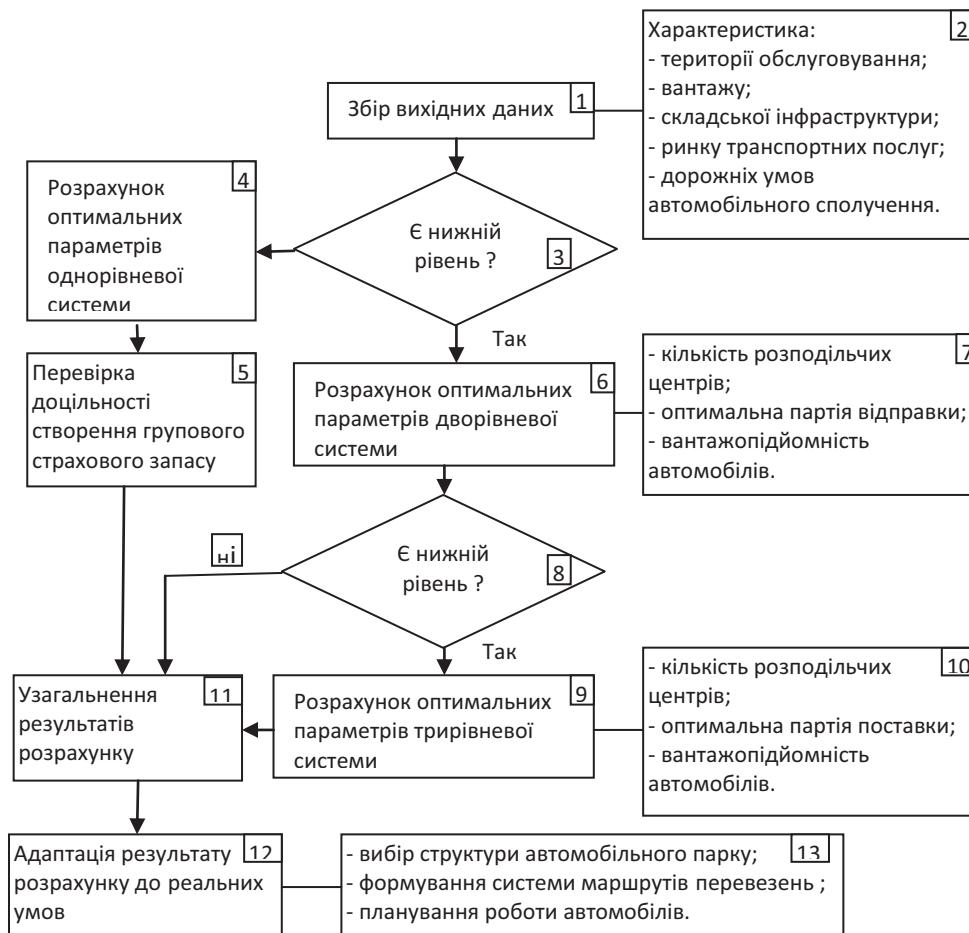 Збір вихідних даних
1
Характеристика:
2
- території обслуговування;
- вантажу;
- складської інфраструктури;
- ринку транспортних послуг;
- дорожніх умов
автомобільного сполучення.
Є нижній
рівень ?
3
Розрахунок
4
оптимальних
параметрів
однорівневої
системи
Перевірка
5
доцільності
створення групового
страхового запасу
Так
Розрахунок оптимальних
6
параметрів дворівневої
системи
- кількість розподільчих
7
центрів;
- оптимальна партія відправки;
- вантажопідйомність
автомобілів.
ні
Є нижній
рівень ?
8
Так
Розрахунок оптимальних
9
параметрів трирівневої
системи
- кількість розподільчих
10
центрів;
- оптимальна партія поставки;
- вантажопідйомність
автомобілів.
Узагальнення
11
результатів
розрахунку
Адаптація результату
12
розрахунку до реальних
умов
- вибір структури автомобільного парку;
13
- формування системи маршрутів перевезень ;
- планування роботи автомобілів.